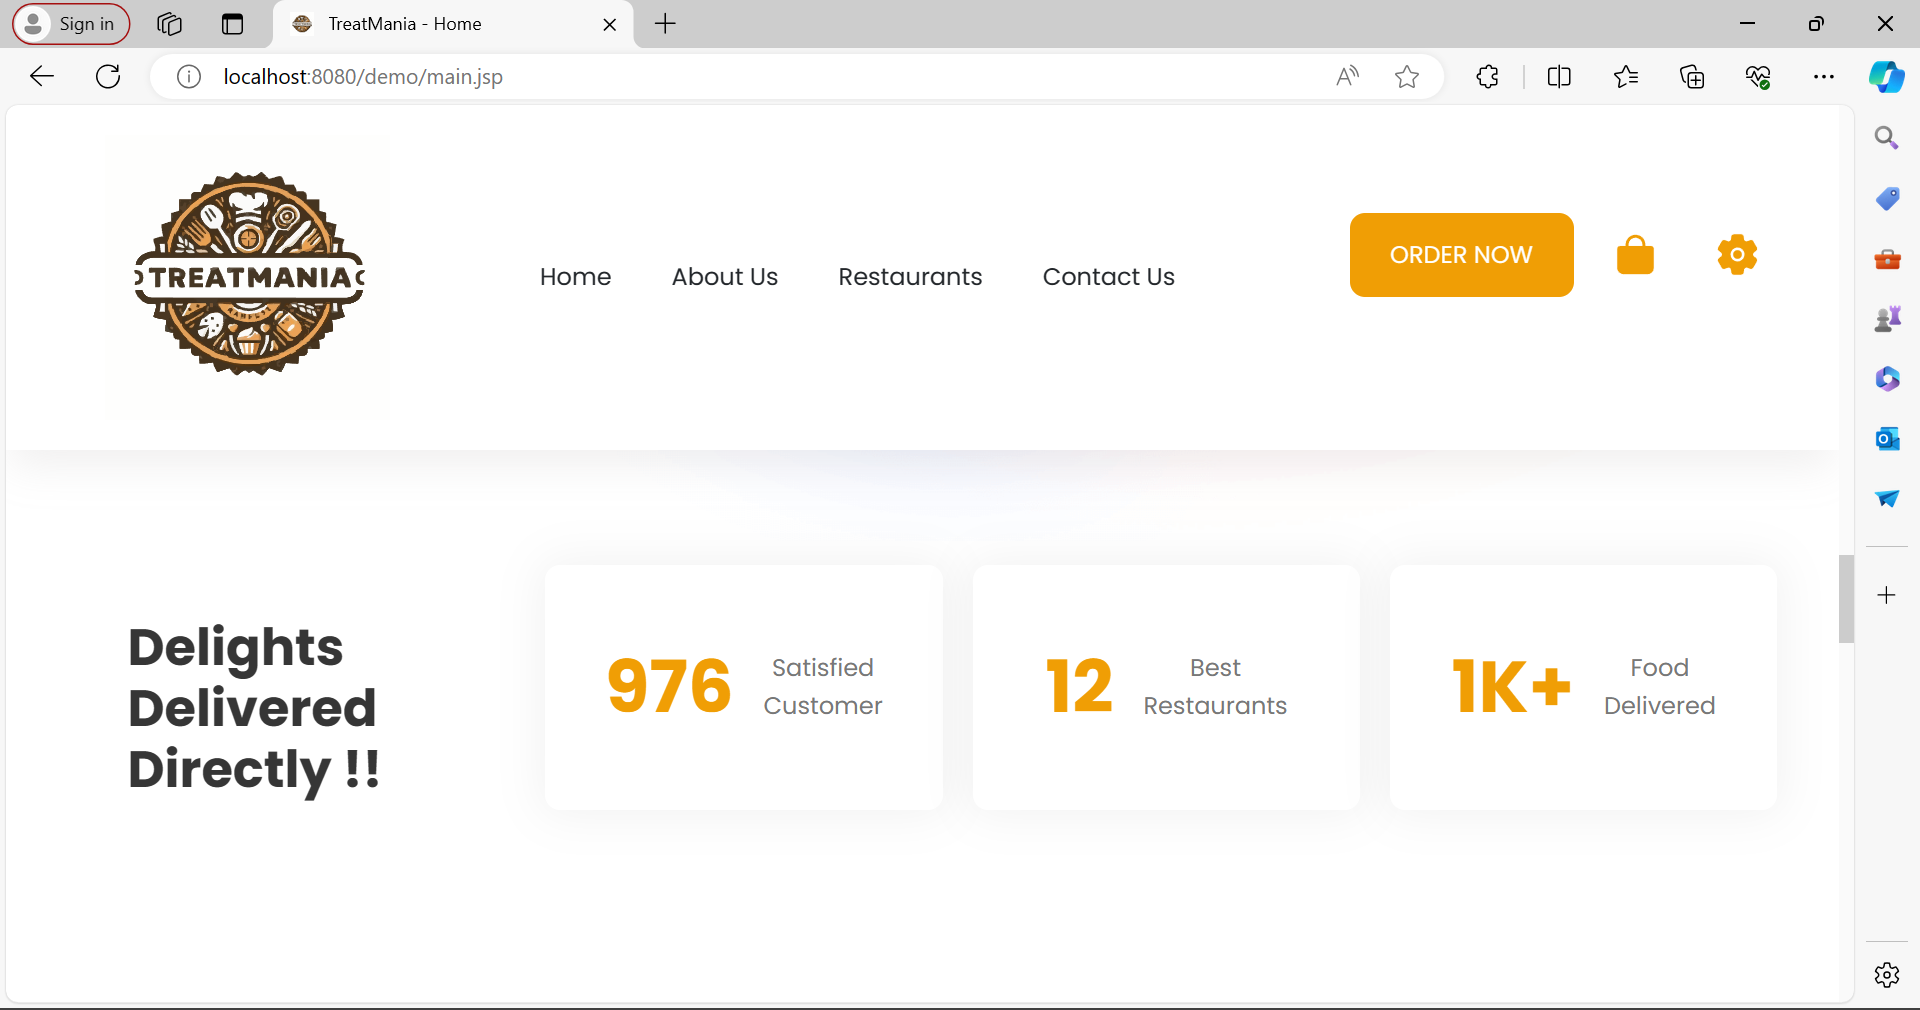 Sign in
TreatMania - Home
localhost:8080/demo/main.jsp
TREATMANIA
Home
About Us
Restaurants
Contact Us
ORDER NOW
Delights
Delivered
Directly !!
976
Satisfied
Customer
12
Best
Restaurants
1K+
Food
Delivered